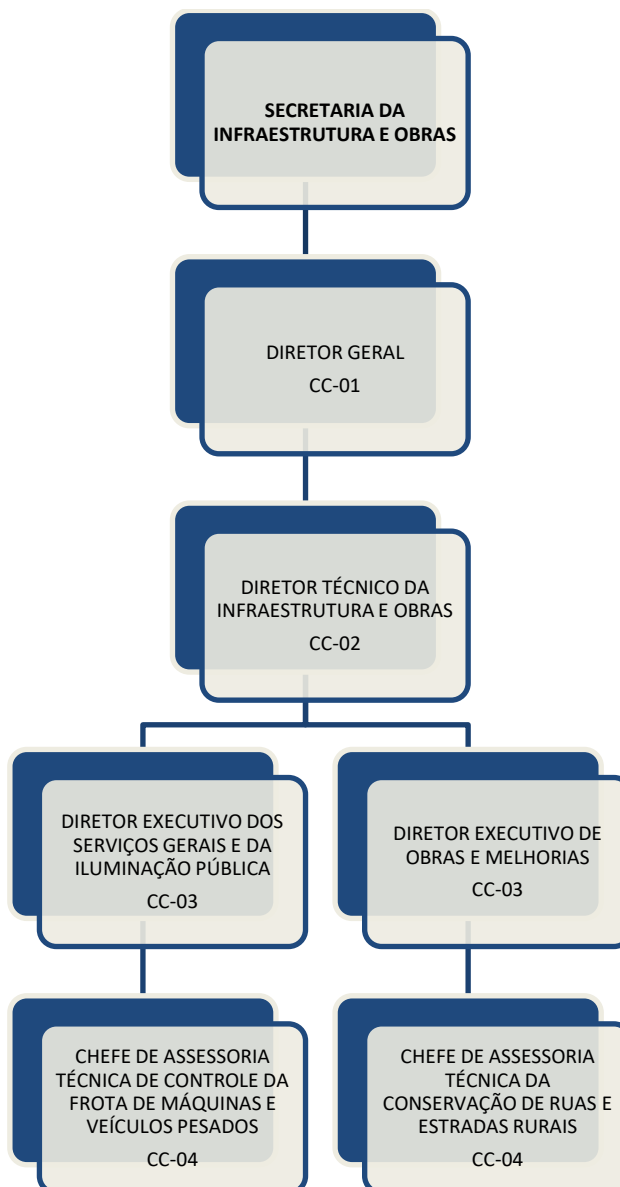 SECRETARIA DA
INFRAESTRUTURA E OBRAS
DIRETOR GERAL
CC-01
DIRETOR TÉCNICO DA
INFRAESTRUTURA E OBRAS
CC-02
DIRETOR EXECUTIVO DOS
SERVIÇOS GERAIS E DA
ILUMINAÇÃO PÚBLICA
CC-03
DIRETOR EXECUTIVO DE
OBRAS E MELHORIAS
CC-03
CHEFE DE ASSESSORIA
TÉCNICA DE CONTROLE DA
FROTA DE MÁQUINAS E
VEÍCULOS PESADOS
CC-04
CHEFE DE ASSESSORIA
TÉCNICA DA
CONSERVAÇÃO DE RUAS E
ESTRADAS RURAIS
CC-04